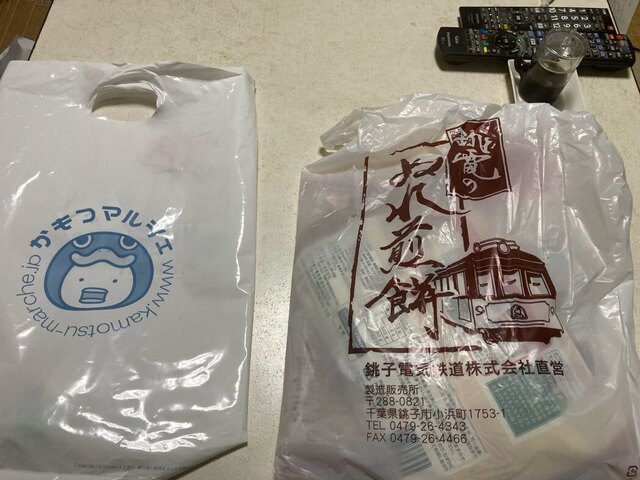 かもつマルシェ
www.kamotsu-marche.jp
銚電の
ぬれ煎餅
銚子電気鉄道株式会社直営
製造販売所
〒288-0821
千葉県銚子市小浜町1753-1
TEL 0479-26-4343
FAX 0479-26-4466